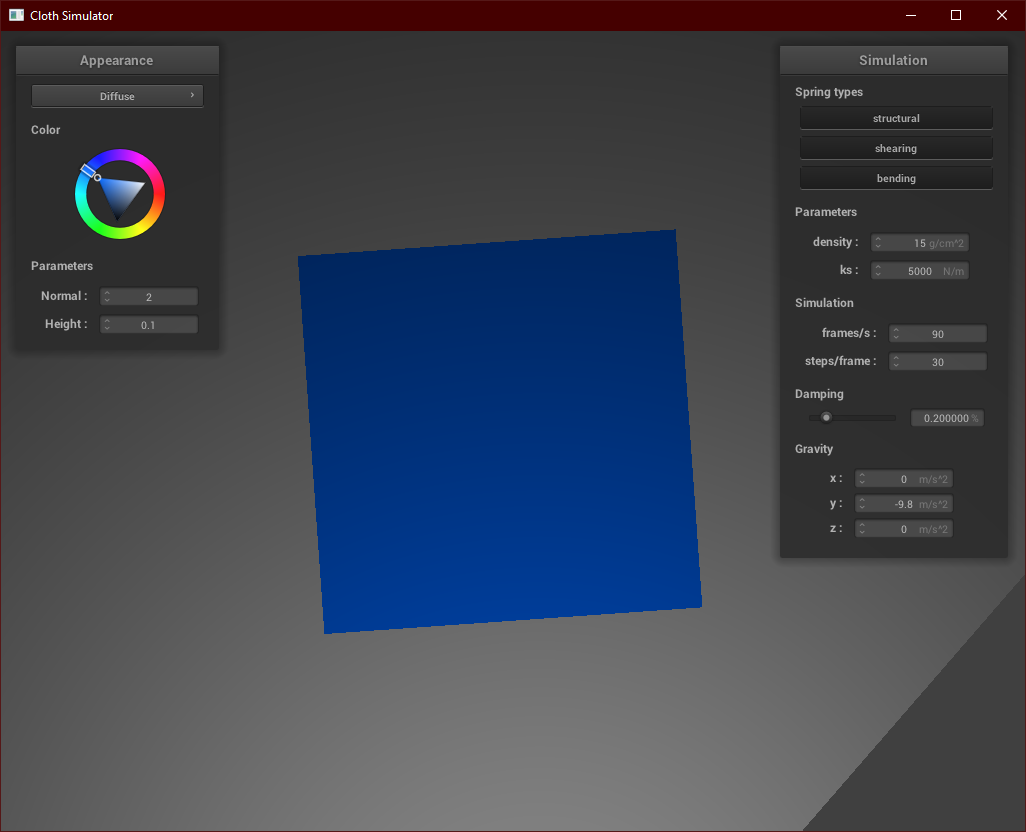 Cloth Simulator
Appearance
Diffuse
Color
Parameters
Normal : 2
Height : 0.1
Simulation
Spring types
structural
shearing
bending
Parameters
density : 15 g/cm^2
ks : 5000 N/m
Simulation
frames/s : 90
steps/frame : 30
Damping
0.200000 %
Gravity
x : 0 m/s^2
y : -9.8 m/s^2
z : 0 m/s^2